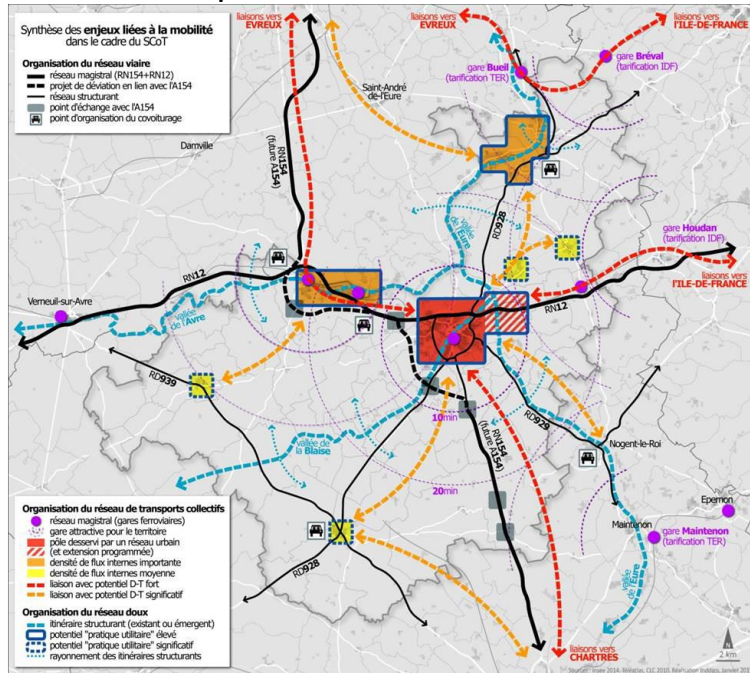 Synthèse des enjeux liées à la mobilité
dans le cadre du SCoT
Organisation du réseau viaire
réseau magistral (RN154+RN12)
projet de déviation en lien avec l'A154
réseau structurant
point d'échange avec l'A154
point d'organisation du covoiturage
liaisons vers
EVREUX
liaisons vers
EVREUX
liaisons vers
l'ILE-DE-FRANCE
gare Bueil
(tarification TER)
gare Bréval
(tarification IDF)
Saint-André
de-l'Eure
Damville
RN154
(future A154)
RD928
vallée
de l'Eure
gare Houdan
(tarification IDF)
liaisons vers
l'ILE-DE-FRANCE
RN12
RN12
Verneuil-sur-Avre
vallée
de l'Avre
RD939
10min
RD929
vallée de
la Blaise
RN154
(future A154)
Nogent-le-Roi
20min
Epernon
Maintenon
gare Maintenon
(tarification TER)
RD928
vallée
de l'Eure
liaisons vers
CHARTRES
Organisation du réseau de transports collectifs
réseau magistral (gares ferroviaires)
gare attractive pour le territoire
pôle desservi par un réseau urbain
(et extension programmée)
densité de flux internes importante
densité de flux internes moyenne
liaison avec potentiel D-T fort
liaison avec potentiel D-T significatif
Organisation du réseau doux
itinéraire structurant (existant ou émergent)
potentiel "pratique utilitaire" élevé
potentiel "pratique utilitaire" significatif
rayonnement des itinéraires structurants
N
2 km